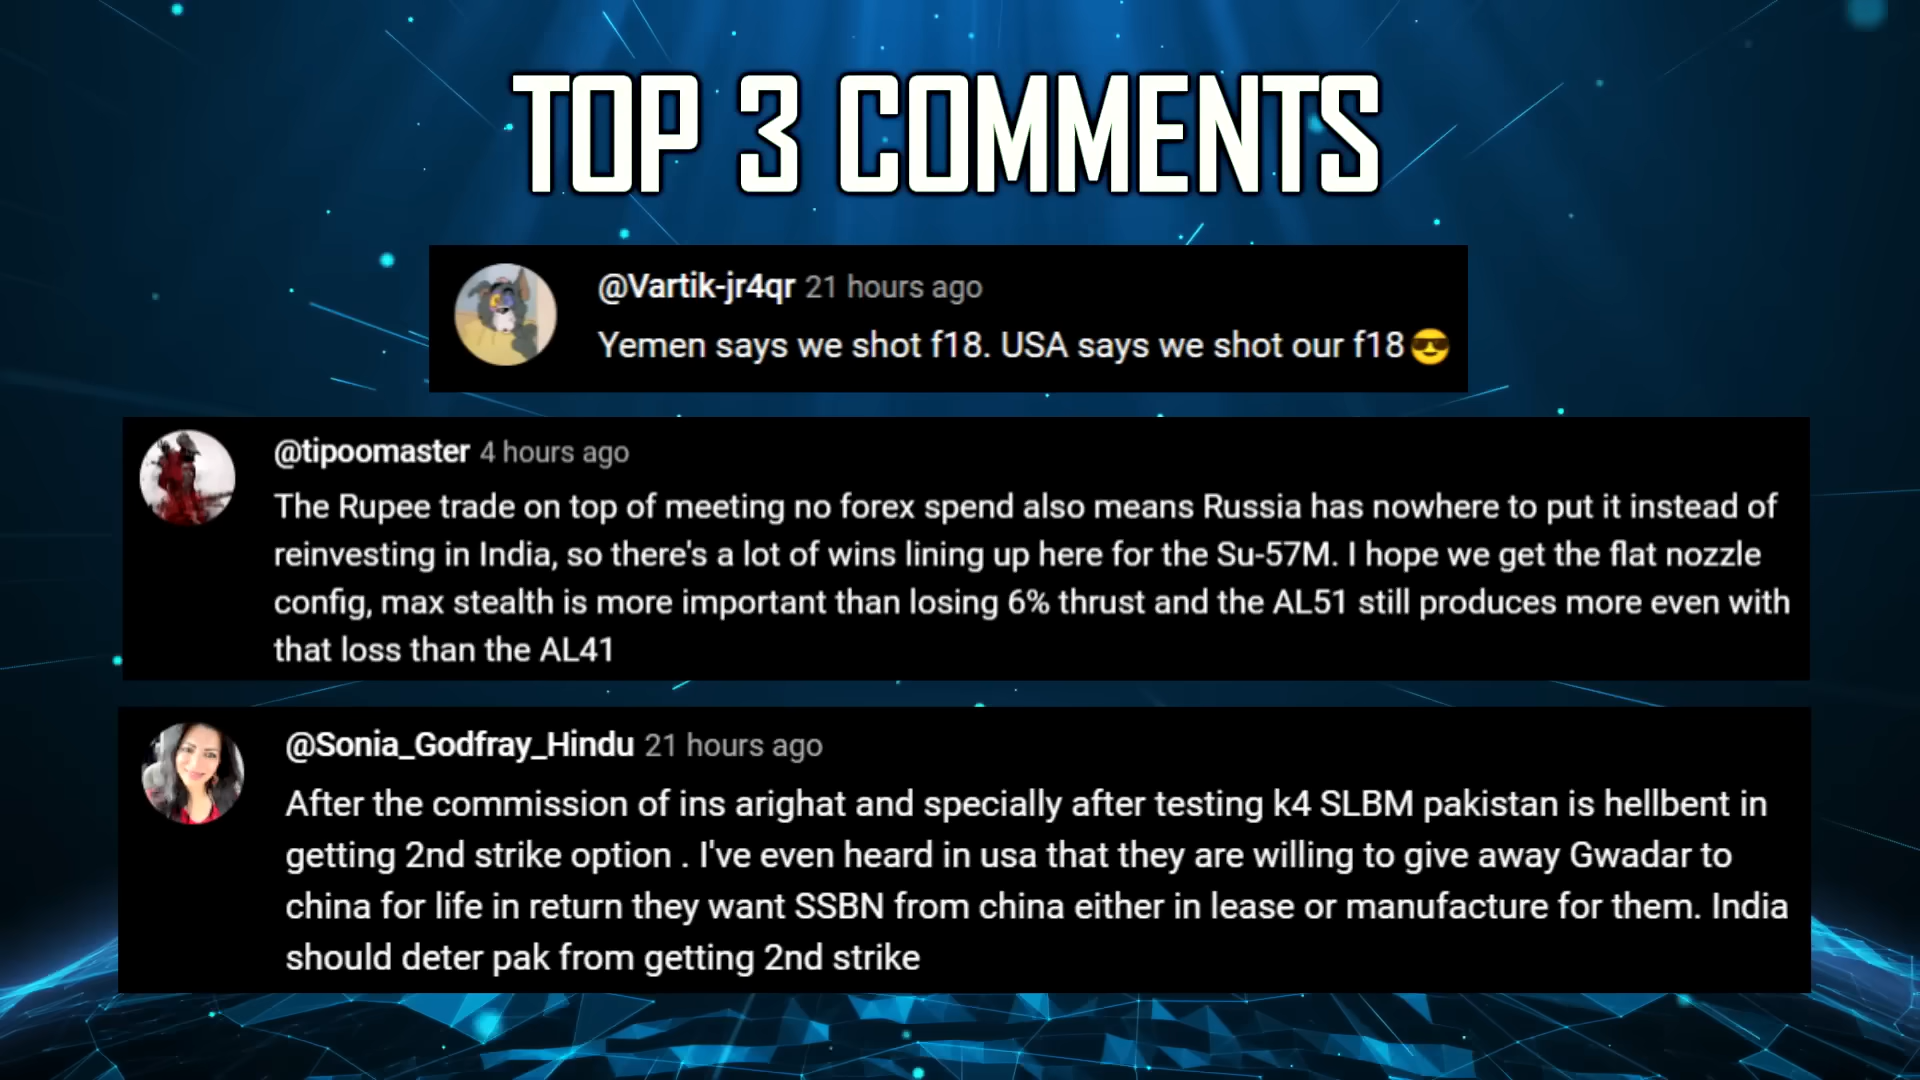 TOP 3 COMMENTS
@Vartik-jr4qr 21 hours ago
Yemen says we shot f18. USA says we shot our f18😎
@tipoomaster 4 hours ago
The Rupee trade on top of meeting no forex spend also means Russia has nowhere to put it instead of
reinvesting in India, so there's a lot of wins lining up here for the Su-57M. I hope we get the flat nozzle
config, max stealth is more important than losing 6% thrust and the AL51 still produces more even with
that loss than the AL41
@Sonia_Godfray_Hindu 21 hours ago
After the commission of ins arighat and specially after testing k4 SLBM pakistan is hellbent in
getting 2nd strike option . I've even heard in usa that they are willing to give away Gwadar to
china for life in return they want SSBN from china either in lease or manufacture for them. India
should deter pak from getting 2nd strike